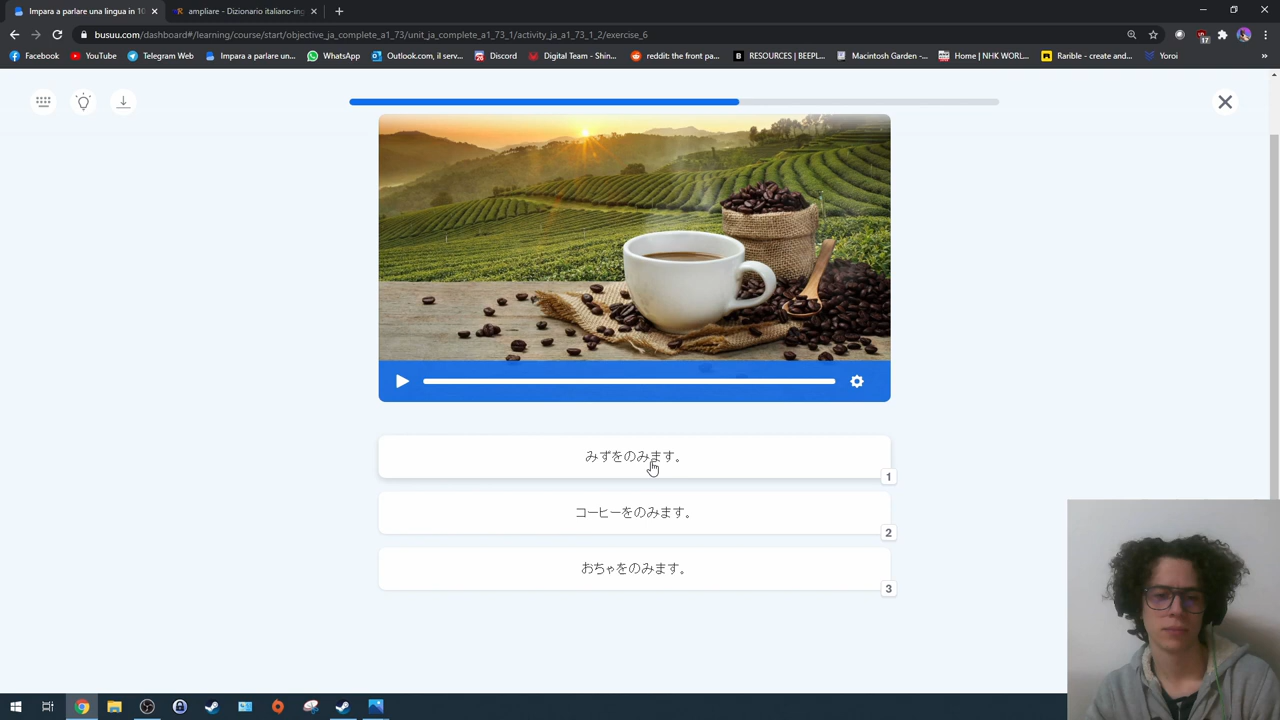 Impara a parlare una lingua in 10
ampliare - Dizionario italiano-ing
busuu.com/dashboard#/learning/course/start/objective_ja_complete_a1_73/unit_ja_complete_a1_73_1/activity_ja_a1_73_1_2/exercise_6
17
Facebook
YouTube
Telegram Web
Impara a parlare un...
WhatsApp
Outlook.com, il serv...
Discord
Digital Team - Shin...
reddit: the front pa...
RESOURCES | BEEPL...
Macintosh Garden -...
Home | NHK WORL...
Rarible - create and...
Yoroi
みずをのみます。
1
コーヒーをのみます。
2
おちゃをのみます。
3